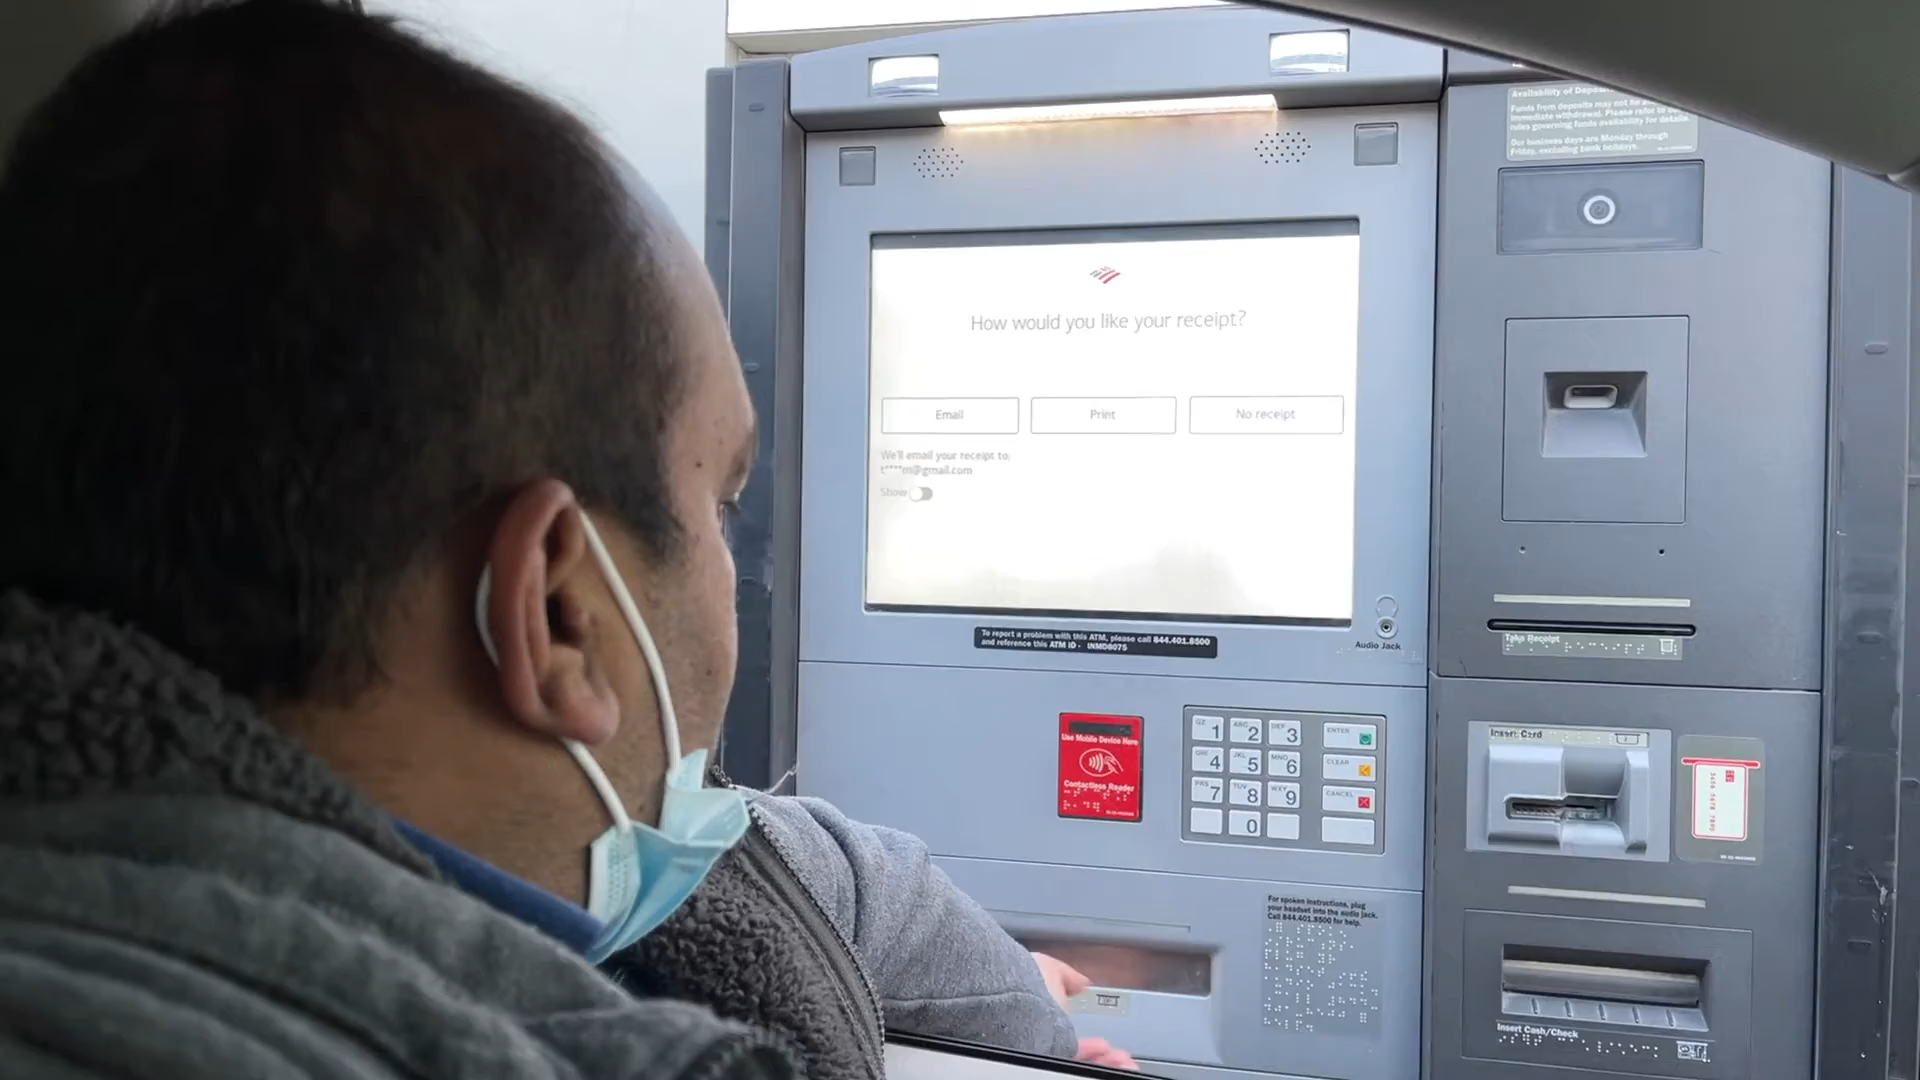 Availability of Deposits
Funds from deposite may not be available for
immediate withdrawal. Please refer to our
rules governing funds availability for details.
Our business days are Monday through
Friday, excluding bank holidays.
How would you like your receipt?
Email
Print
No receipt
We'll email your receipt to:
t****m@gmail.com
Show
To report a problem with this ATM, please call 844.401.8500
and reference this ATM ID - INMD8075
Audio Jack
Take Receipt
Use Mobile Device Here
Contactless Reader
QZ 1
ABC 2
DEF 3
ENTER
GHI 4
JKL 5
MNO 6
CLEAR
PRS 7
TUV 8
WXY 9
CANCEL
0
Insert Card
For spoken instructions, plug
your headset into the audio jack.
Call 844.401.8500 for help.
Insert Cash/Check